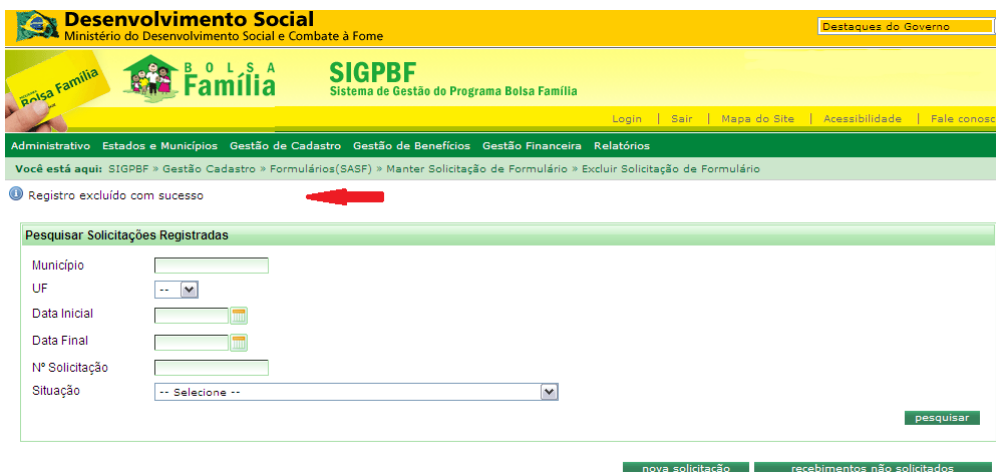 Desenvolvimento Social
Ministério do Desenvolvimento Social e Combate à Fome
Destaques do Governo
Bolsa Família
BOLSA
Família
SIGPBF
Sistema de Gestão do Programa Bolsa Família
Login | Sair | Mapa do Site | Acessibilidade | Fale conosc
Administrativo Estados e Municípios Gestão de Cadastro Gestão de Benefícios Gestão Financeira Relatórios
Você está aqui: SIGPBF » Gestão Cadastro » Formulários(SASF) » Manter Solicitação de Formulário » Excluir Solicitação de Formulário
Registro excluído com sucesso
Pesquisar Solicitações Registradas
Município
UF --
Data Inicial
Data Final
Nº Solicitação
Situação -- Selecione --
pesquisar
nova solicitação recebimentos não solicitados